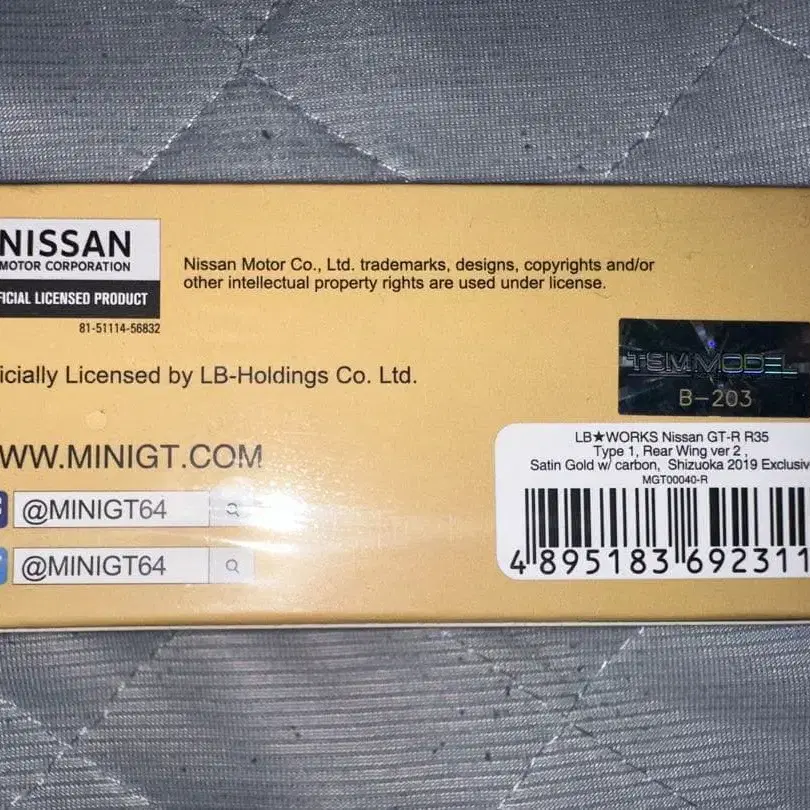 NISSAN
MOTOR CORPORATION
FICIAL LICENSED PRODUCT
81-51114-56832
Nissan Motor Co., Ltd. trademarks, designs, copyrights and/or
other intellectual property rights are used under license.
icially Licensed by LB-Holdings Co. Ltd.
WW.MINIGT.COM
@MINIGT64
@MINIGT64
TSM MODEL
B-203
LB★WORKS Nissan GT-R R35
Type 1, Rear Wing ver 2 ,
Satin Gold w/ carbon, Shizuoka 2019 Exclusiv
MGT00040-R
4 895183 692311